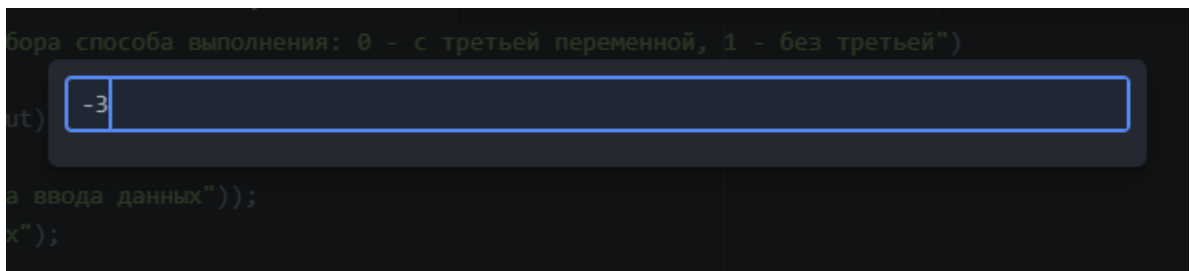 бора способа выполнения: 0 - с третьей переменной, 1 - без третьей")
-3
ut)
а ввода данных"));
х");